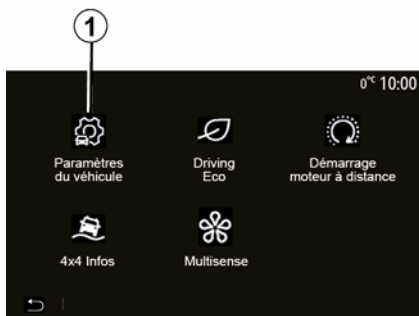 1
0°C 10:00
Paramètres
du véhicule
Driving
Eco
Démarrage
moteur à distance
4x4 Infos
Multisense